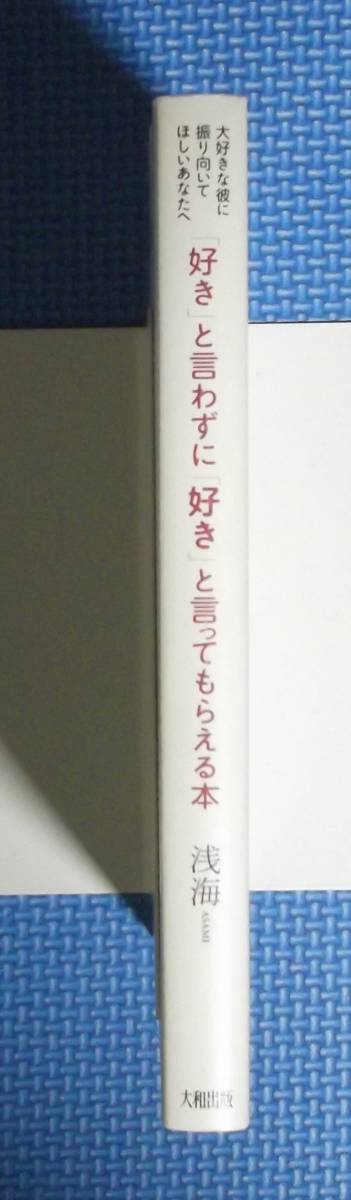 大好きな彼に
振り向いて
ほしいあなたへ
「好き」と言わずに「好き」と言ってもらえる本
浅海
ASAMI
大和出版